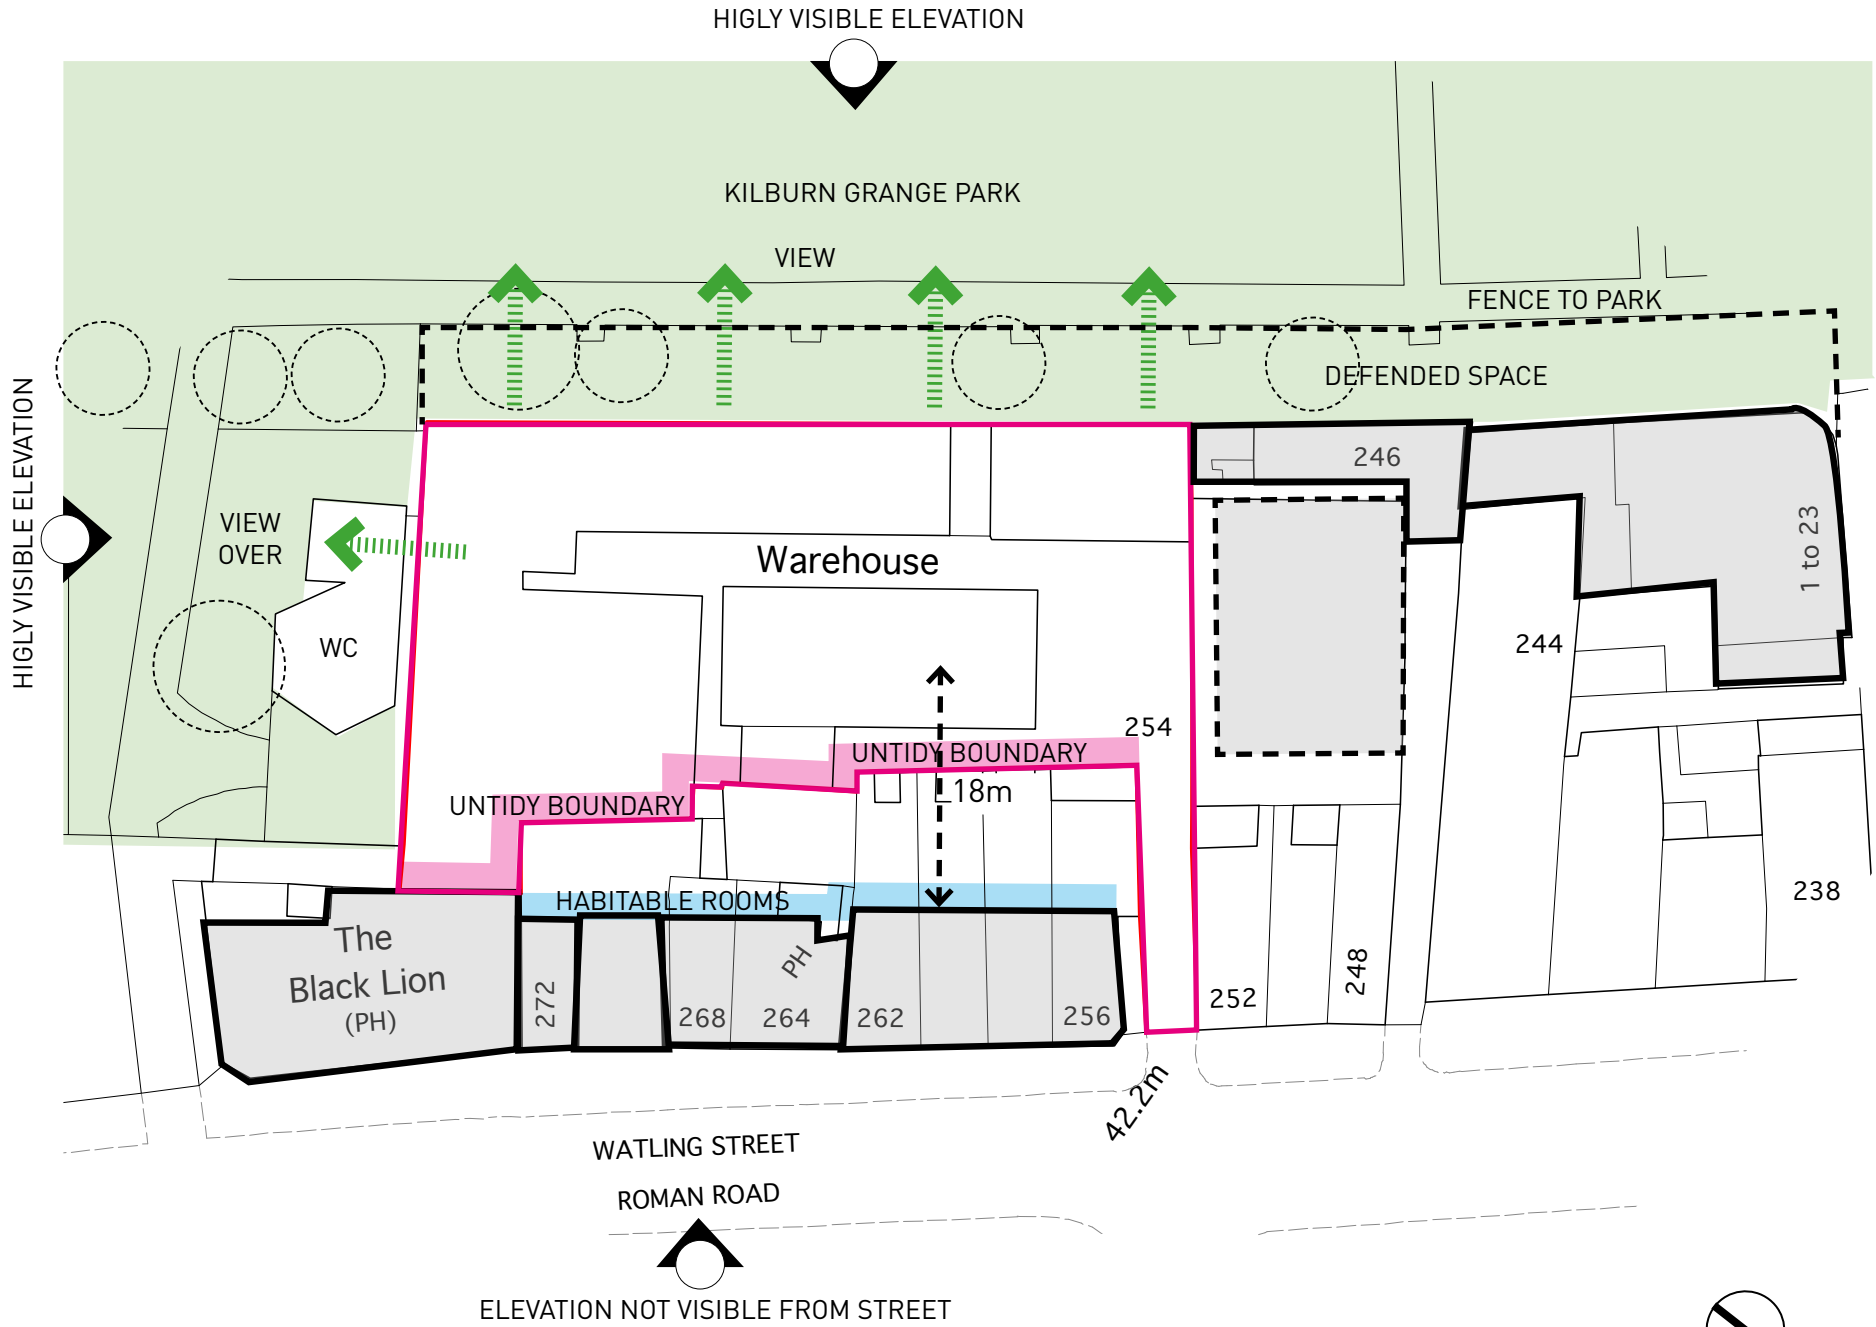 HIGLY VISIBLE ELEVATION
KILBURN GRANGE PARK
VIEW
FENCE TO PARK
DEFENDED SPACE
HIGLY VISIBLE ELEVATION
VIEW
OVER
WC
Warehouse
246
1 to 23
244
254
UNTIDY BOUNDARY
UNTIDY BOUNDARY
18m
HABITABLE ROOMS
238
The
Black Lion
(PH)
272
268
264
PH
262
256
252
248
42.2m
WATLING STREET
ROMAN ROAD
ELEVATION NOT VISIBLE FROM STREET